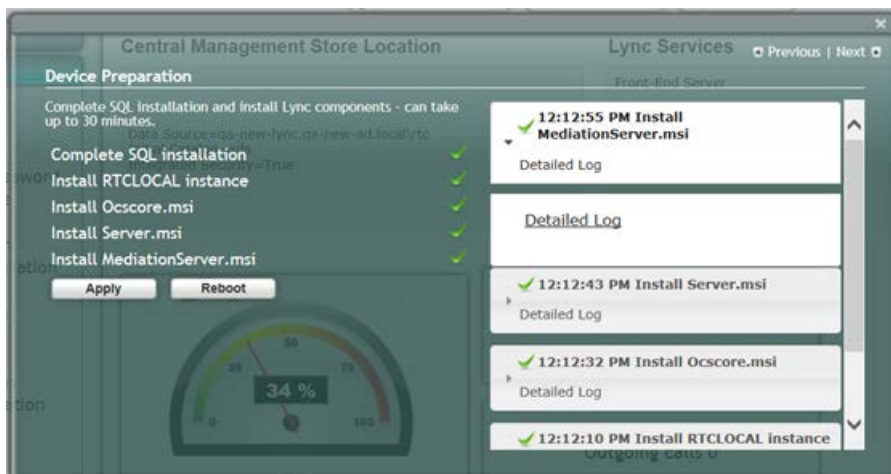 Central Management Store Location
Lync Services
Previous | Next
Device Preparation
Front-End Server
Complete SQL installation and install Lync components - can take
up to 30 minutes.
Data Source=qa-new-lync.qa-new-ad.local\rtc
Integrated Security=True
Complete SQL installation
Install RTCLOCAL instance
Install Ocscore.msi
Install Server.msi
Install MediationServer.msi
Apply
Reboot
25
50
75
34 %
0
100
12:12:55 PM Install
MediationServer.msi
Detailed Log
Detailed Log
12:12:43 PM Install Server.msi
Detailed Log
12:12:32 PM Install Ocscore.msi
Detailed Log
12:12:10 PM Install RTCLOCAL instance
Outgoing calls 0